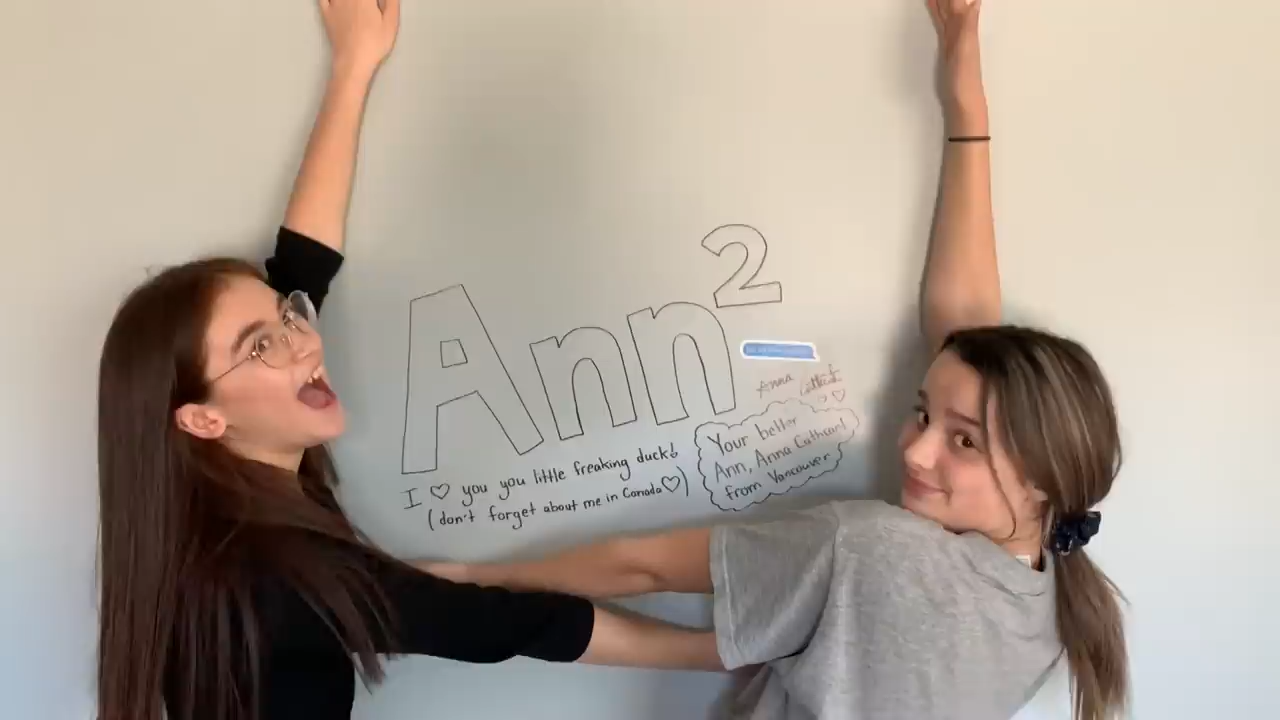 Ann²
Anna Cathcart
I ♡ you you little freaking duck!
(don't forget about me in Canada♡)
Your better
Ann, Anna Cathcart
from Vancouver